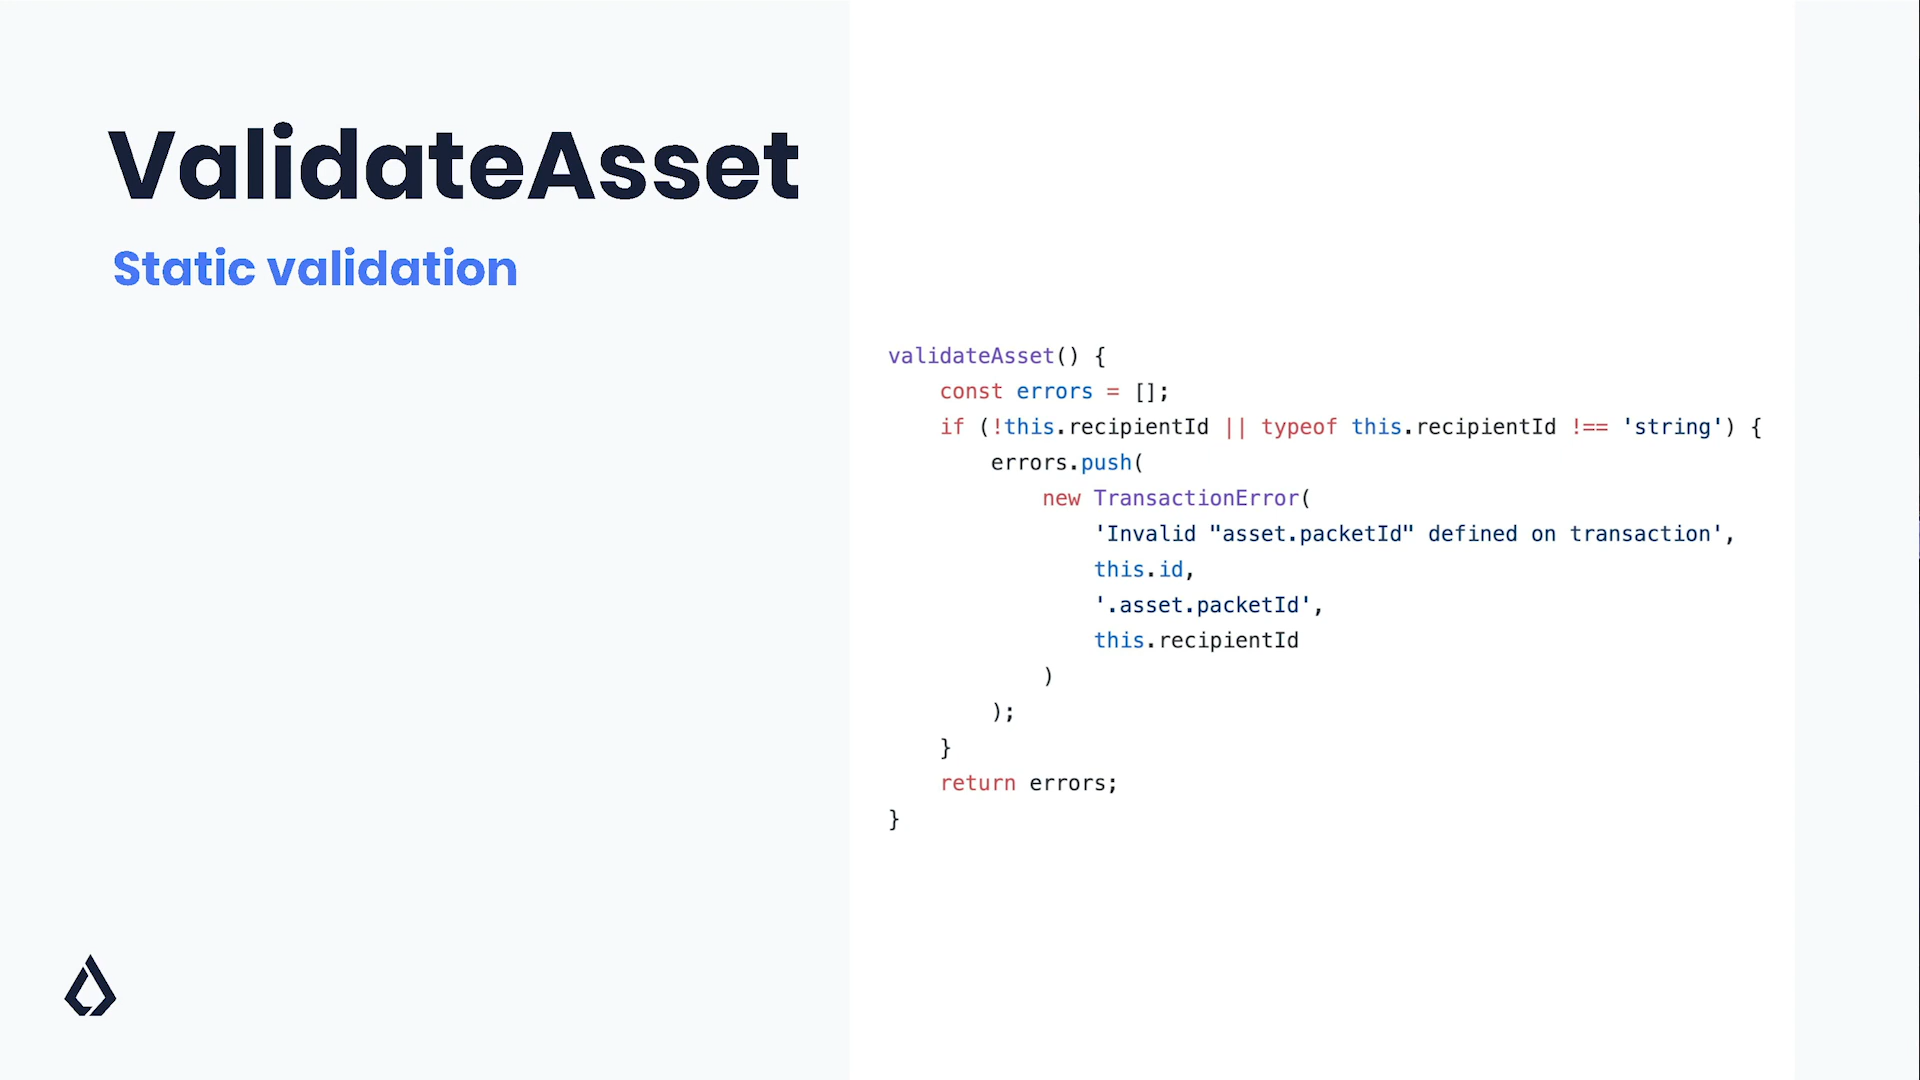 ValidateAsset
Static validation
validateAsset() {
    const errors = [];
    if (!this.recipientId || typeof this.recipientId !== 'string') {
        errors.push(
            new TransactionError(
                'Invalid "asset.packetId" defined on transaction',
                this.id,
                '.asset.packetId',
                this.recipientId
            )
        );
    }
    return errors;
}